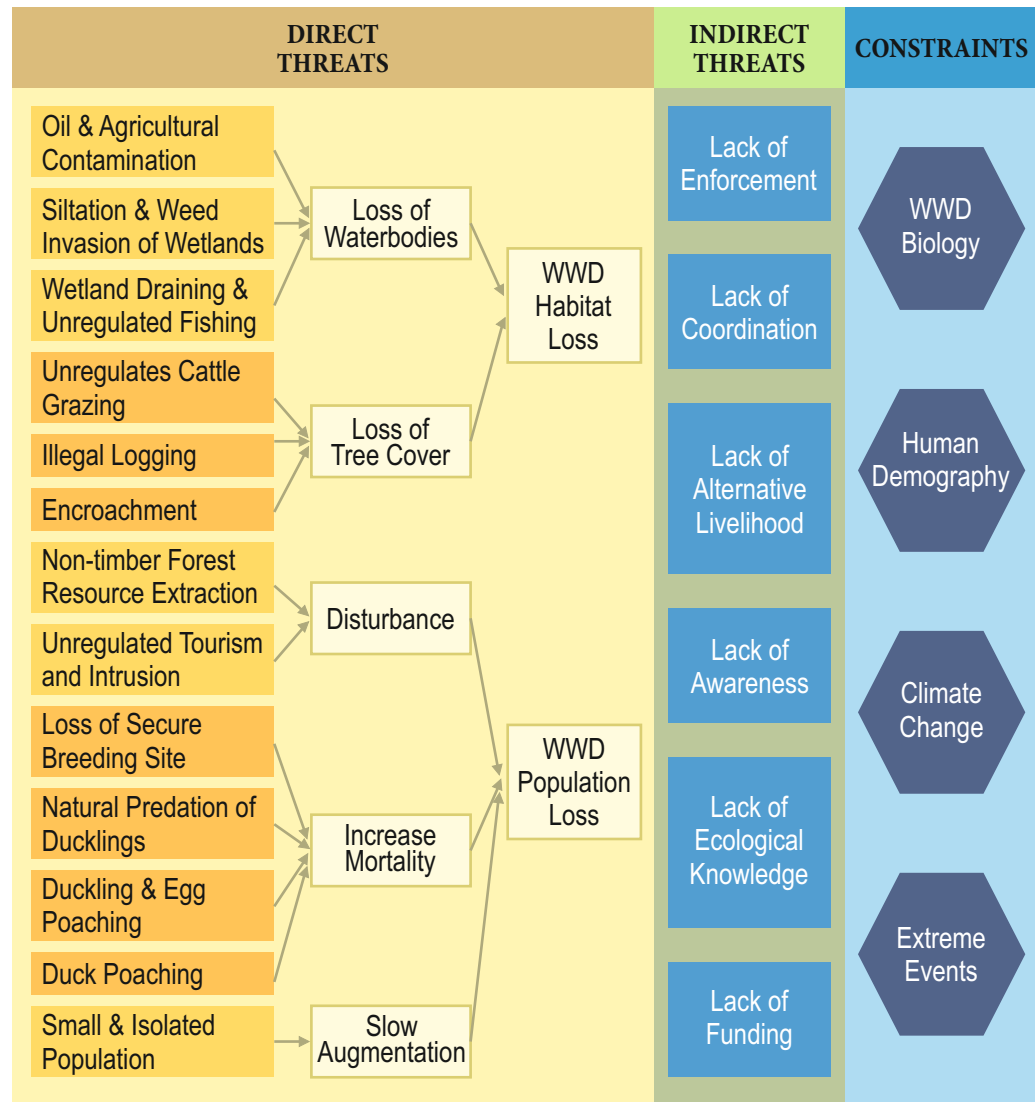 DIRECT
THREATS
INDIRECT
THREATS
CONSTRAINTS
Oil & Agricultural
Contamination
Siltation & Weed
Invasion of Wetlands
Wetland Draining &
Unregulated Fishing
Unregulates Cattle
Grazing
Illegal Logging
Encroachment
Non-timber Forest
Resource Extraction
Unregulated Tourism
and Intrusion
Loss of Secure
Breeding Site
Natural Predation of
Ducklings
Duckling & Egg
Poaching
Duck Poaching
Small & Isolated
Population
Loss of
Waterbodies
Loss of
Tree Cover
Disturbance
Increase
Mortality
Slow
Augmentation
WWD
Habitat
Loss
WWD
Population
Loss
Lack of
Enforcement
Lack of
Coordination
Lack of
Alternative
Livelihood
Lack of
Awareness
Lack of
Ecological
Knowledge
Lack of
Funding
WWD
Biology
Human
Demography
Climate
Change
Extreme
Events